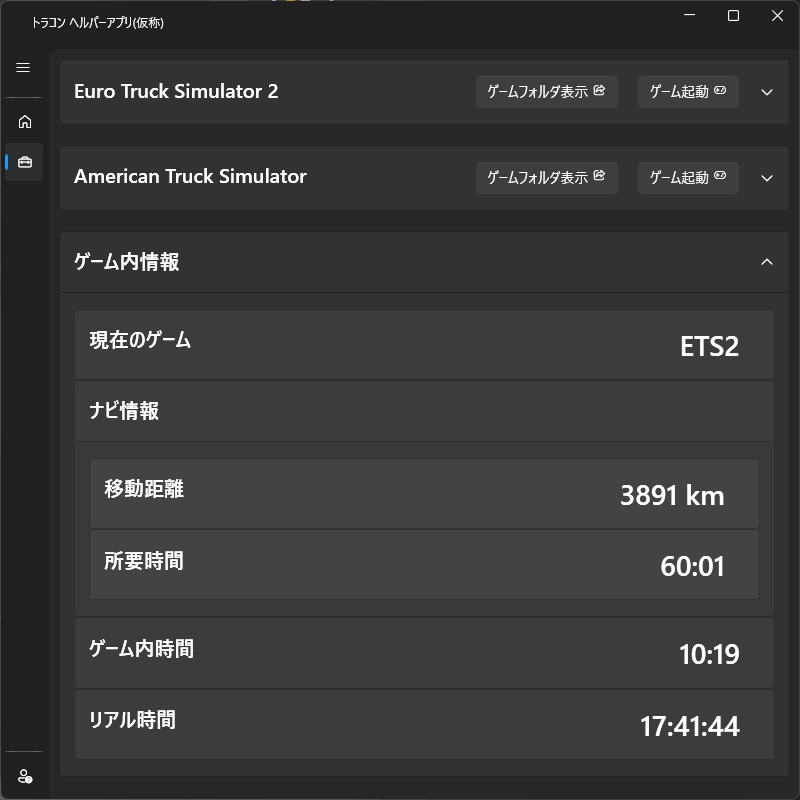 トラコン ヘルパーアプリ(仮称)
Euro Truck Simulator 2
ゲームフォルダ表示
ゲーム起動
American Truck Simulator
ゲームフォルダ表示
ゲーム起動
ゲーム内情報
現在のゲーム
ETS2
ナビ情報
移動距離
3891 km
所要時間
60:01
ゲーム内時間
10:19
リアル時間
17:41:44